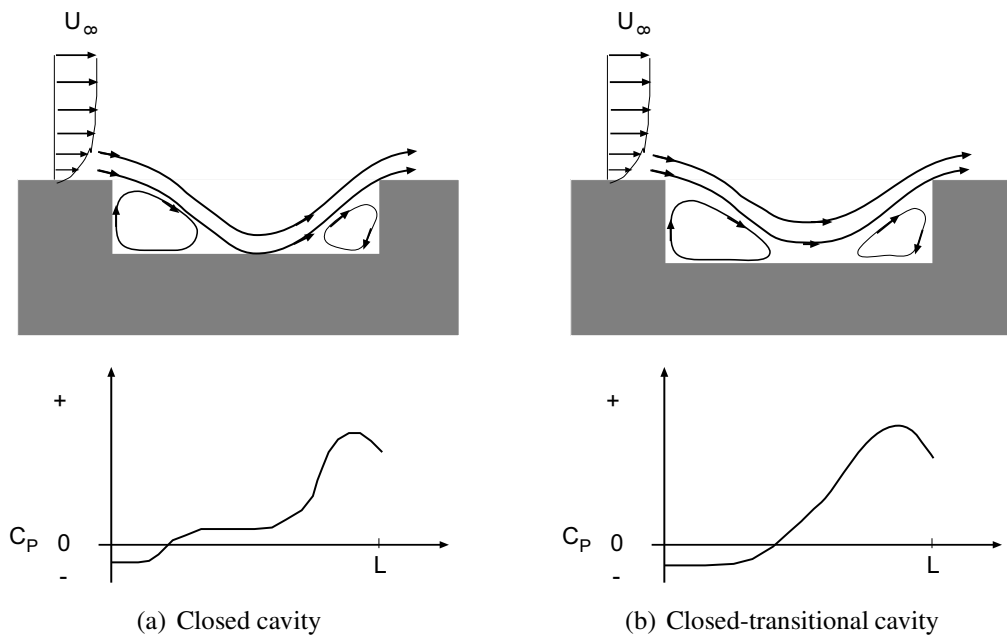 U∞
U∞
+
C_P 0
-
L
+
C_P 0
-
L
(a) Closed cavity
(b) Closed-transitional cavity